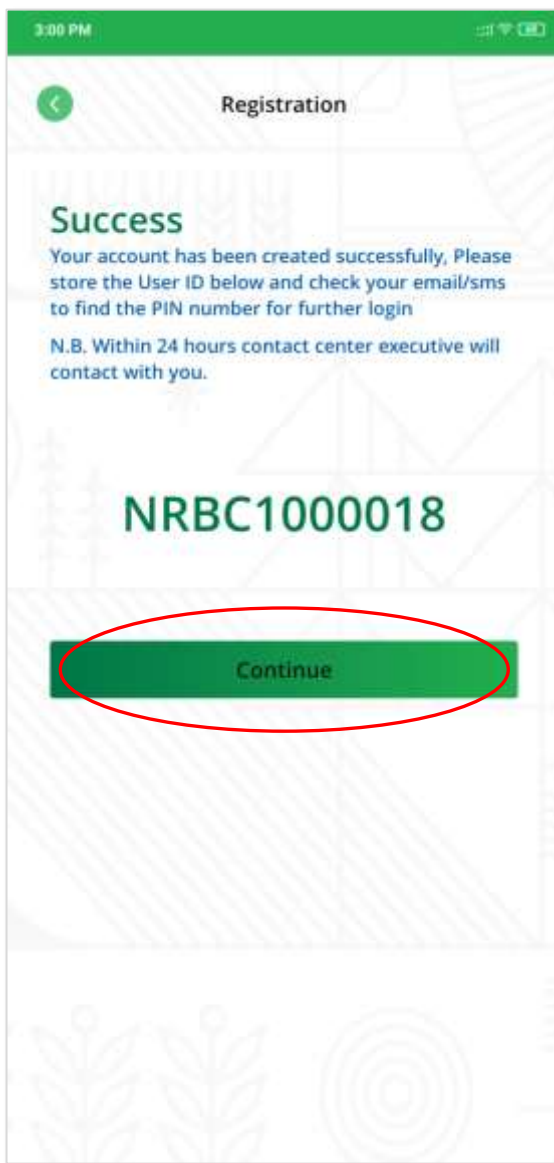 3:00 PM
Registration
Success
Your account has been created successfully, Please
store the User ID below and check your email/sms
to find the PIN number for further login
N.B. Within 24 hours contact center executive will
contact with you.
NRBC1000018
Continue